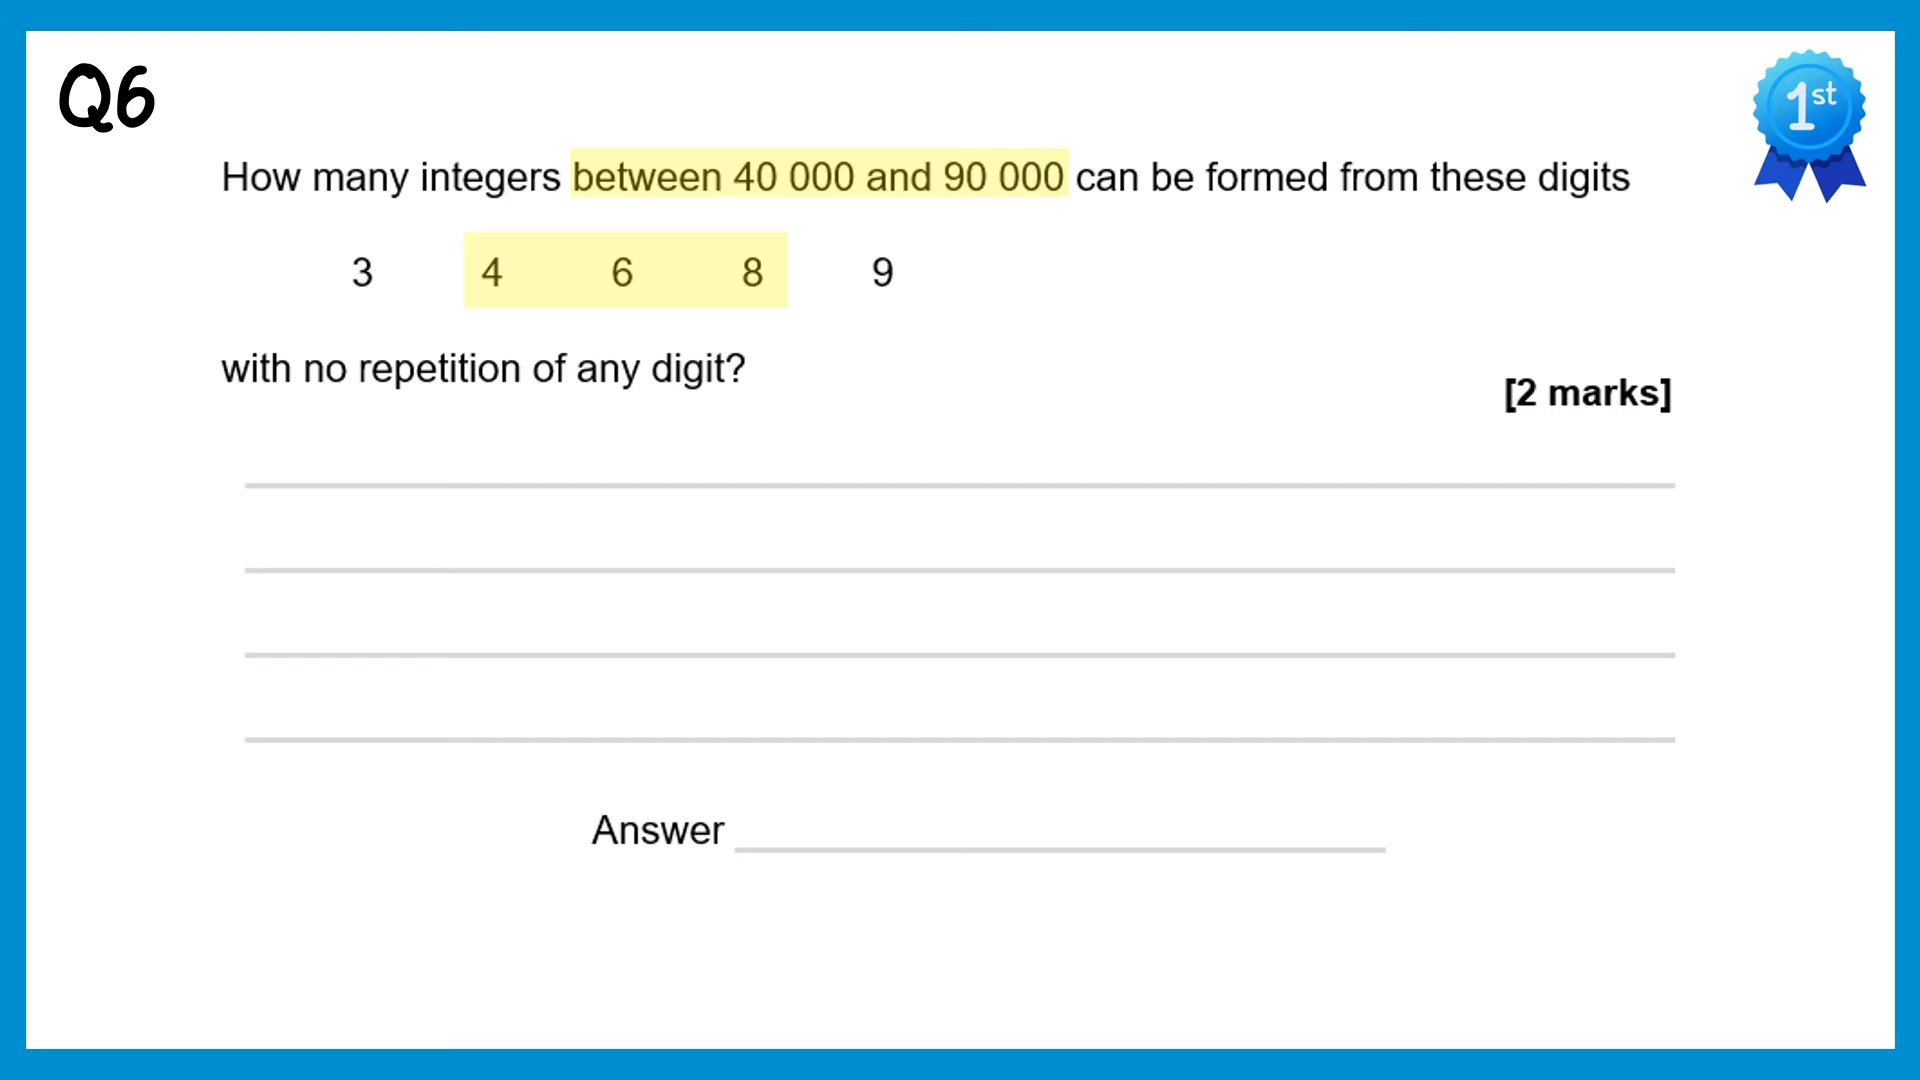 Q6
1st
How many integers between 40 000 and 90 000 can be formed from these digits
3 4 6 8 9
with no repetition of any digit?
[2 marks]
Answer